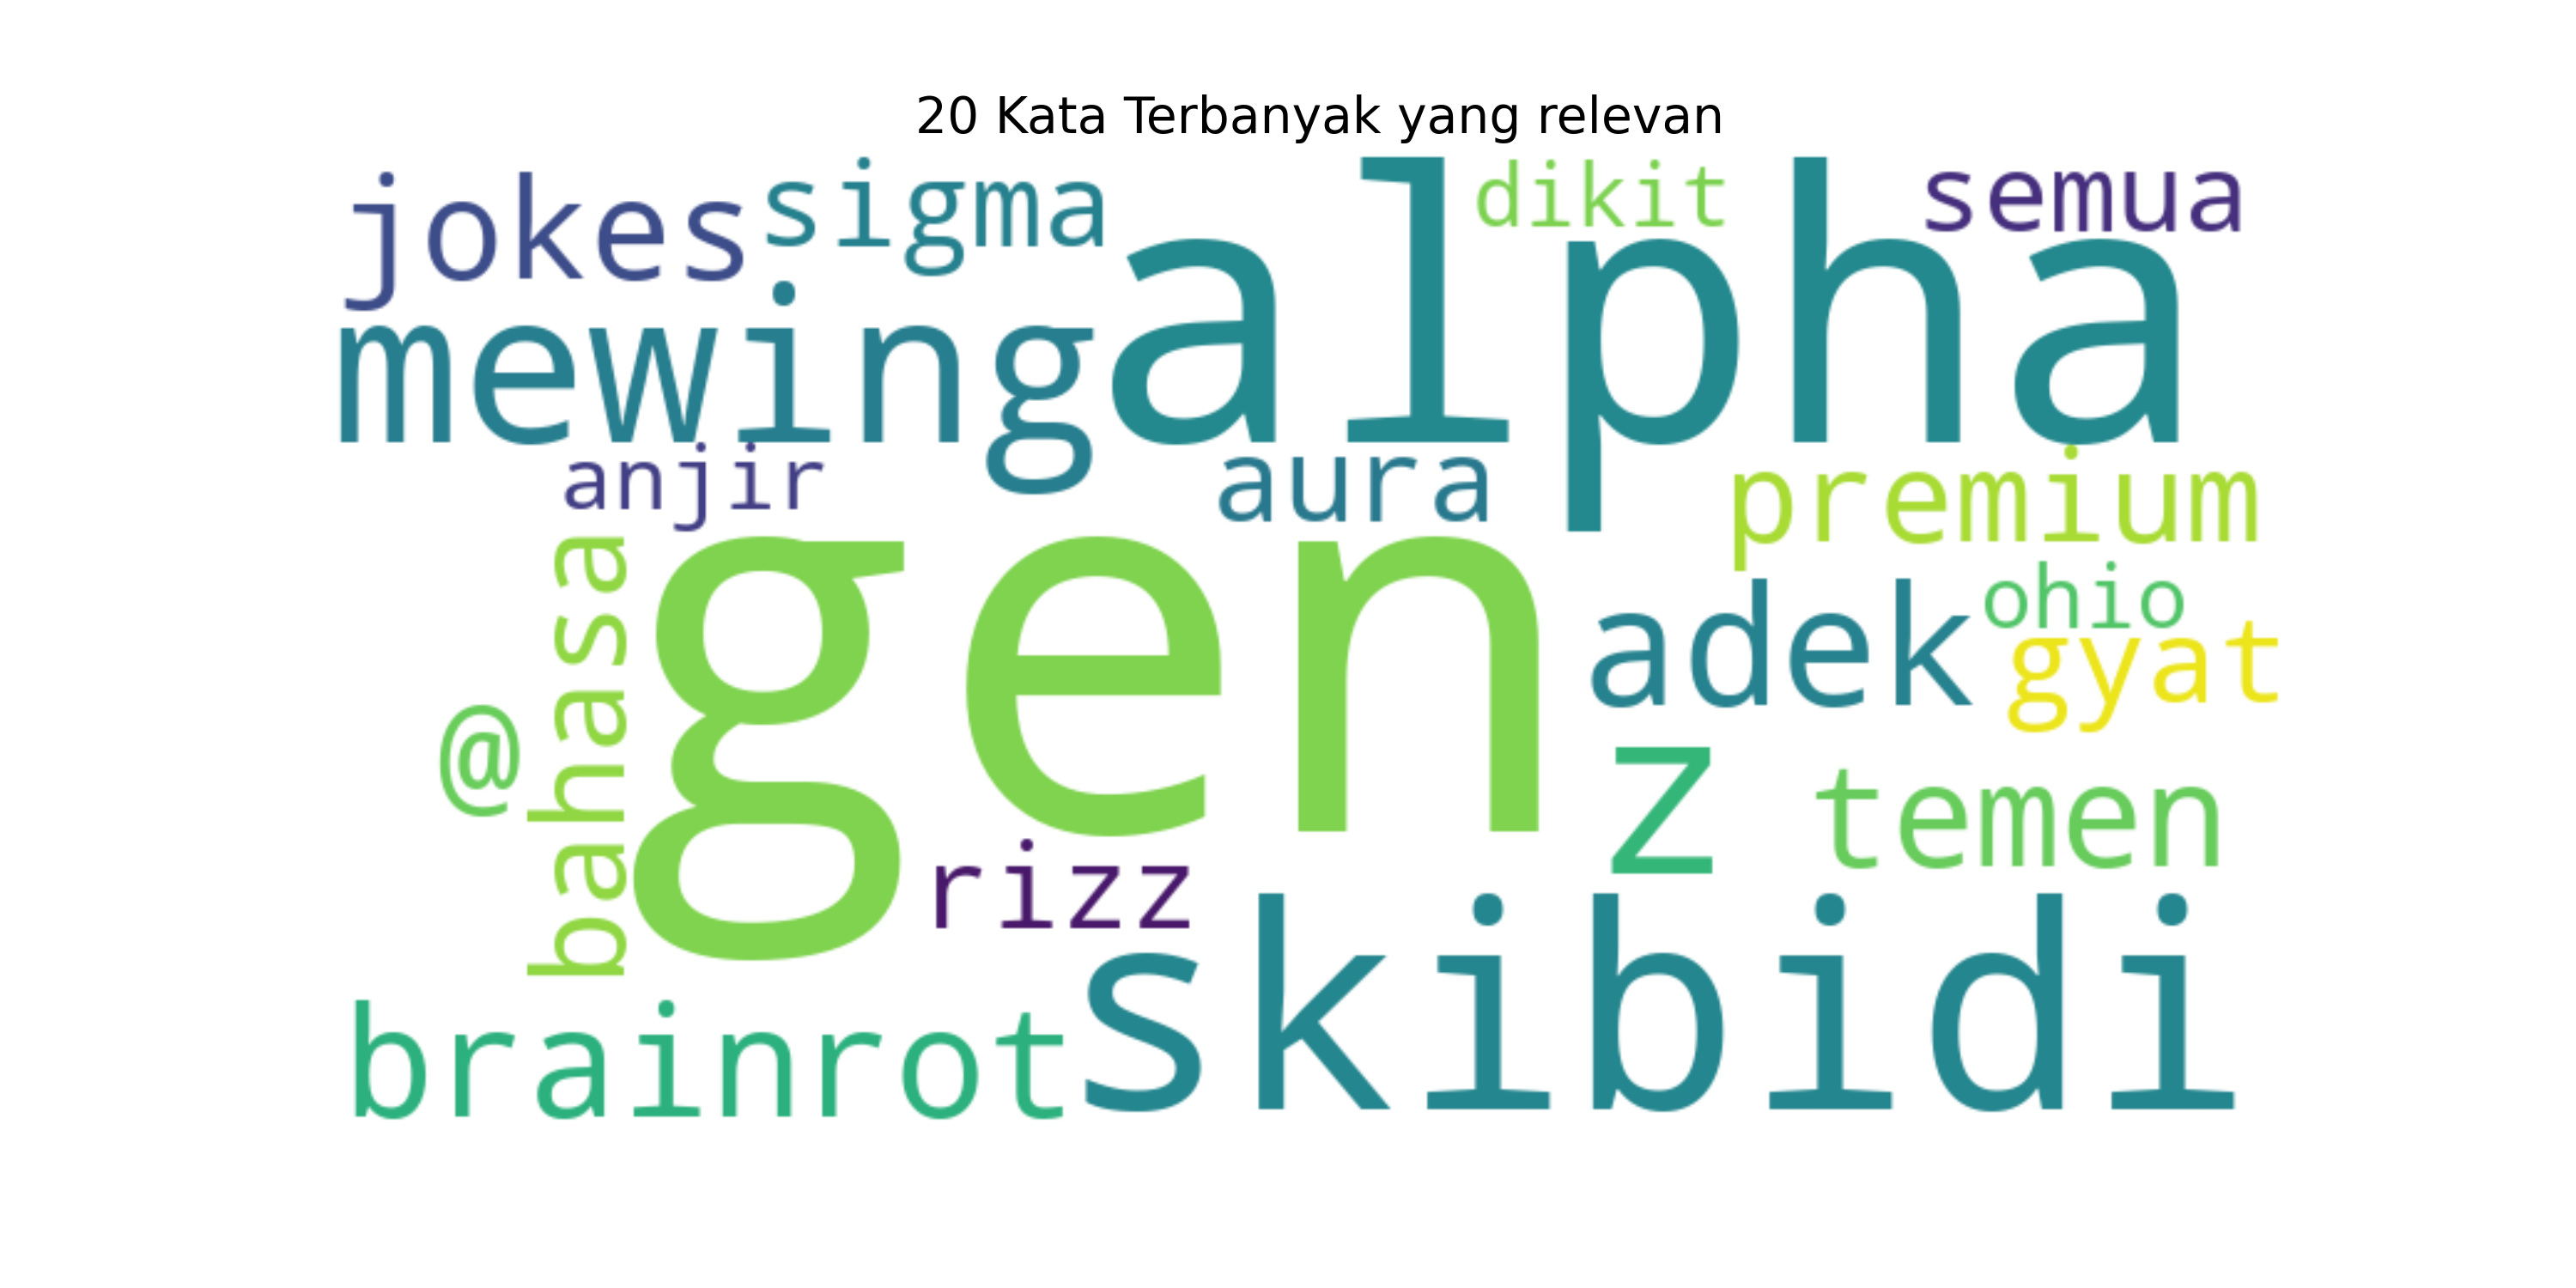 20 Kata Terbanyak yang relevan
jokes
sigma
alpha
dikit
semua
mewing
anjir
aura
premium
bahasa
gen
adek
ohio
gyat
@
z
temen
rizz
skibidi
brainrot